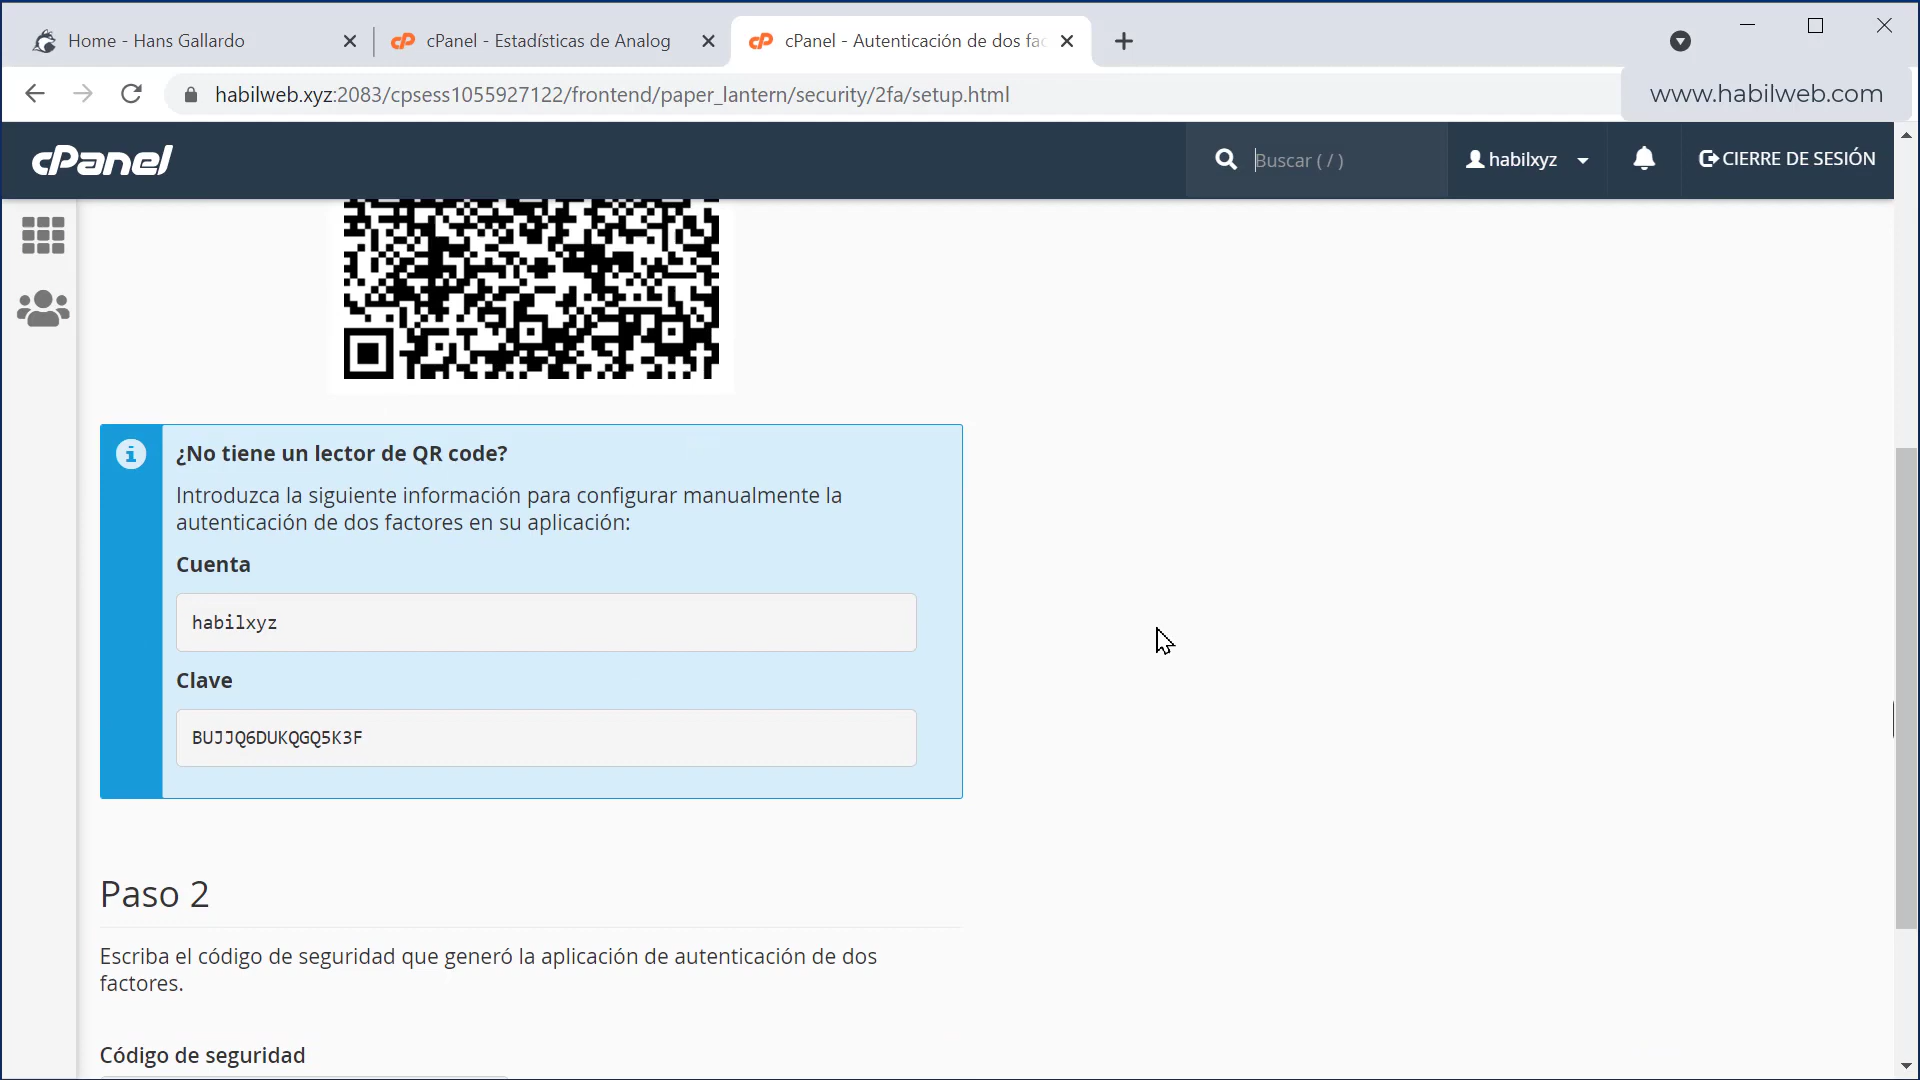 Home - Hans Gallardo
cPanel - Estadísticas de Analog
cPanel - Autenticación de dos fac
habilweb.xyz:2083/cpsess1055927122/frontend/paper_lantern/security/2fa/setup.html
www.habilweb.com
cPanel
Buscar ( / )
habilxyz
CIERRE DE SESIÓN
¿No tiene un lector de QR code?
Introduzca la siguiente información para configurar manualmente la
autenticación de dos factores en su aplicación:
Cuenta
habilxyz
Clave
BUJJQ6DUKQGQ5K3F
Paso 2
Escriba el código de seguridad que generó la aplicación de autenticación de dos
factores.
Código de seguridad